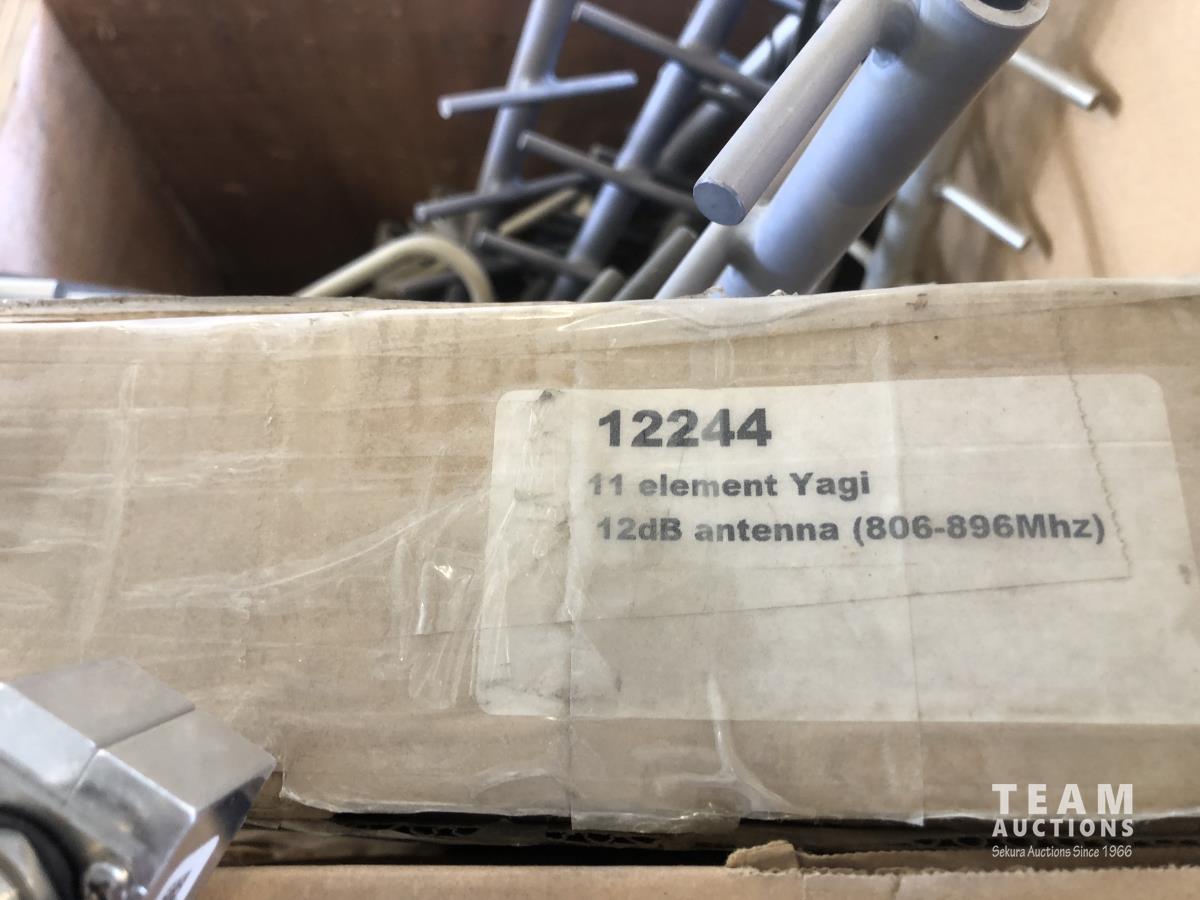 12244
11 element Yagi
12dB antenna (806-896Mhz)
TEAM
AUCTIONS
Sekura Auctions Since 1966